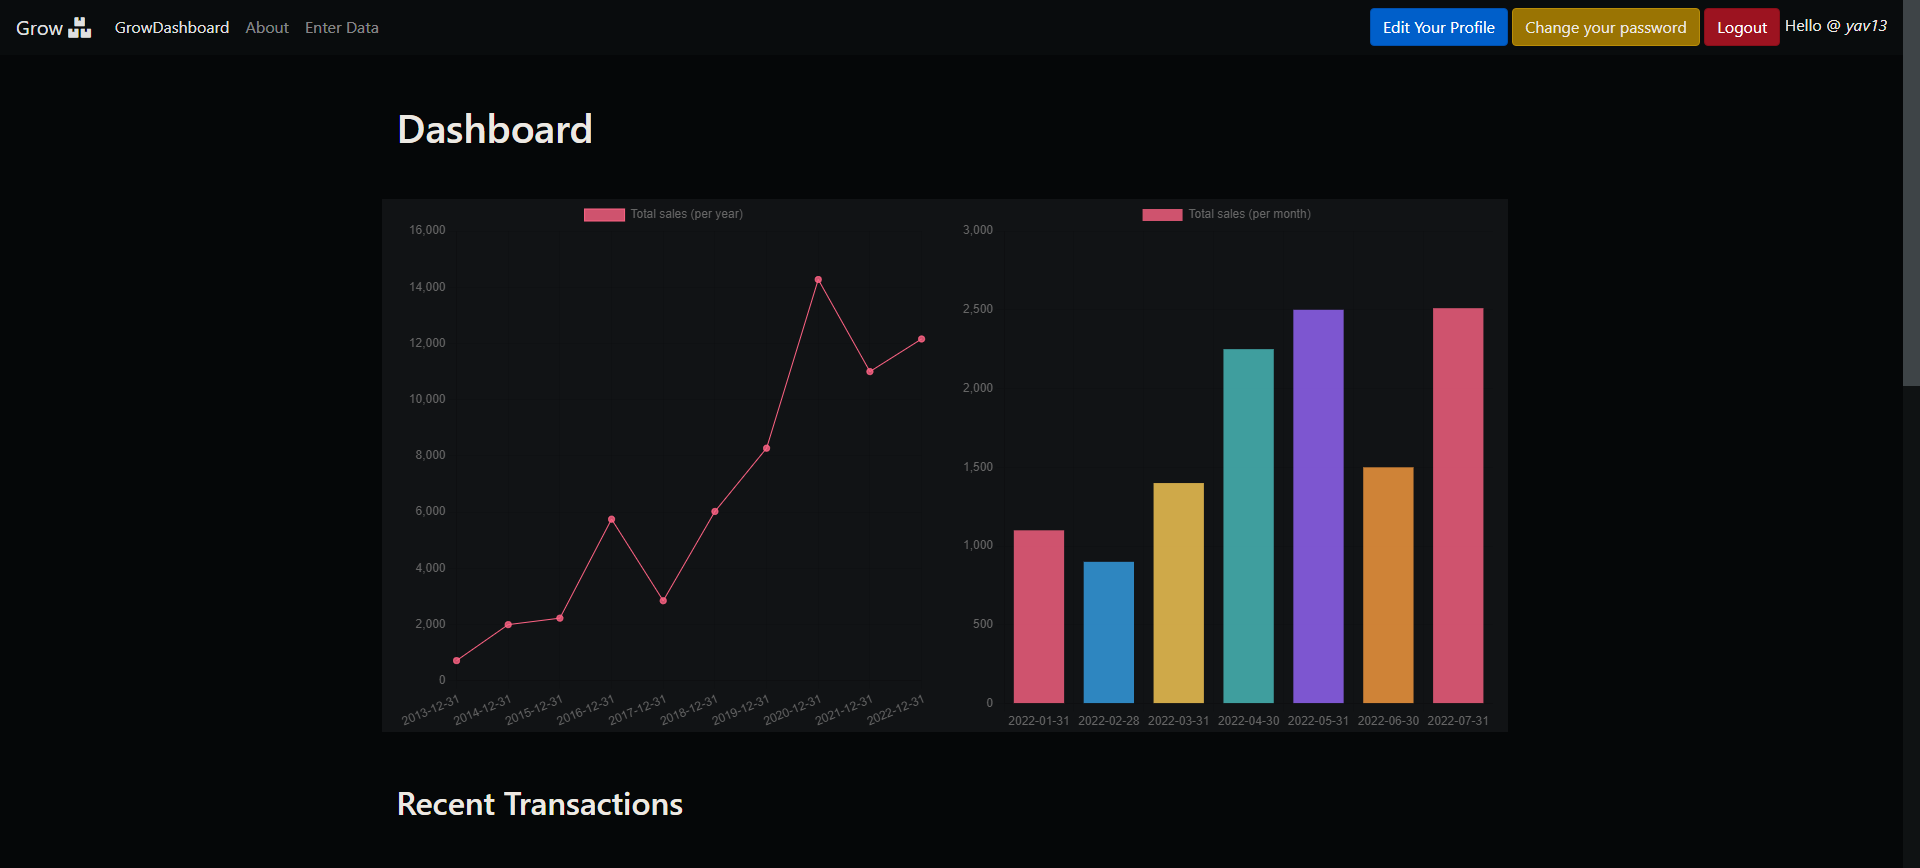 Grow GrowDashboard About Enter Data Edit Your Profile Change your password Logout Hello @ yav13
Dashboard
Total sales (per year)
16,000
14,000
12,000
10,000
8,000
6,000
4,000
2,000
0
2013-12-31 2014-12-31 2015-12-31 2016-12-31 2017-12-31 2018-12-31 2019-12-31 2020-12-31 2021-12-31 2022-12-31
Total sales (per month)
3,000
2,500
2,000
1,500
1,000
500
0
2022-01-31 2022-02-28 2022-03-31 2022-04-30 2022-05-31 2022-06-30 2022-07-31
Recent Transactions